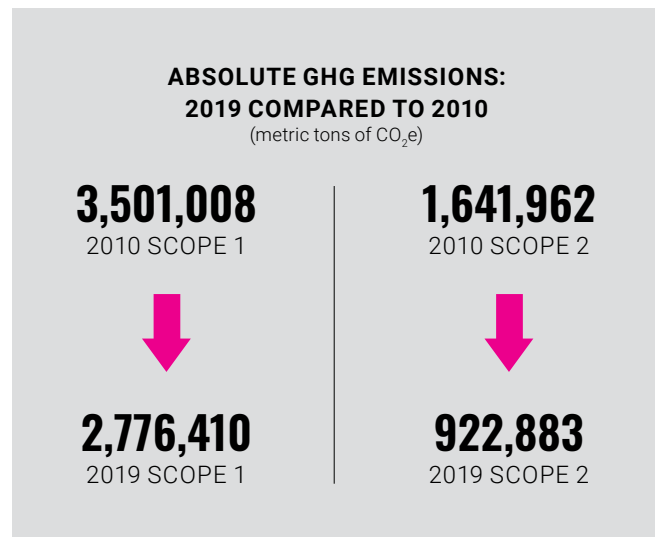 ABSOLUTE GHG EMISSIONS:
2019 COMPARED TO 2010
(metric tons of CO₂e)
3,501,008
2010 SCOPE 1
2,776,410
2019 SCOPE 1
1,641,962
2010 SCOPE 2
922,883
2019 SCOPE 2